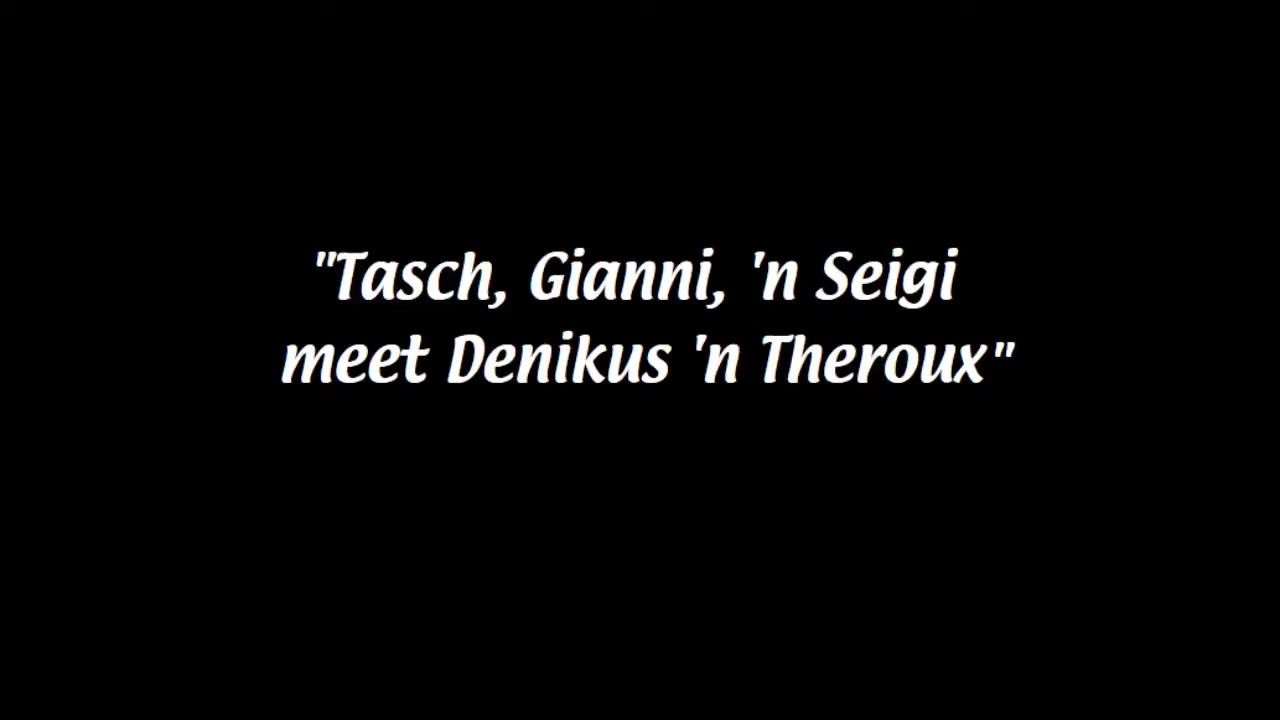 "Tasch, Gianni, 'n Seigi
meet Denikus 'n Theroux"